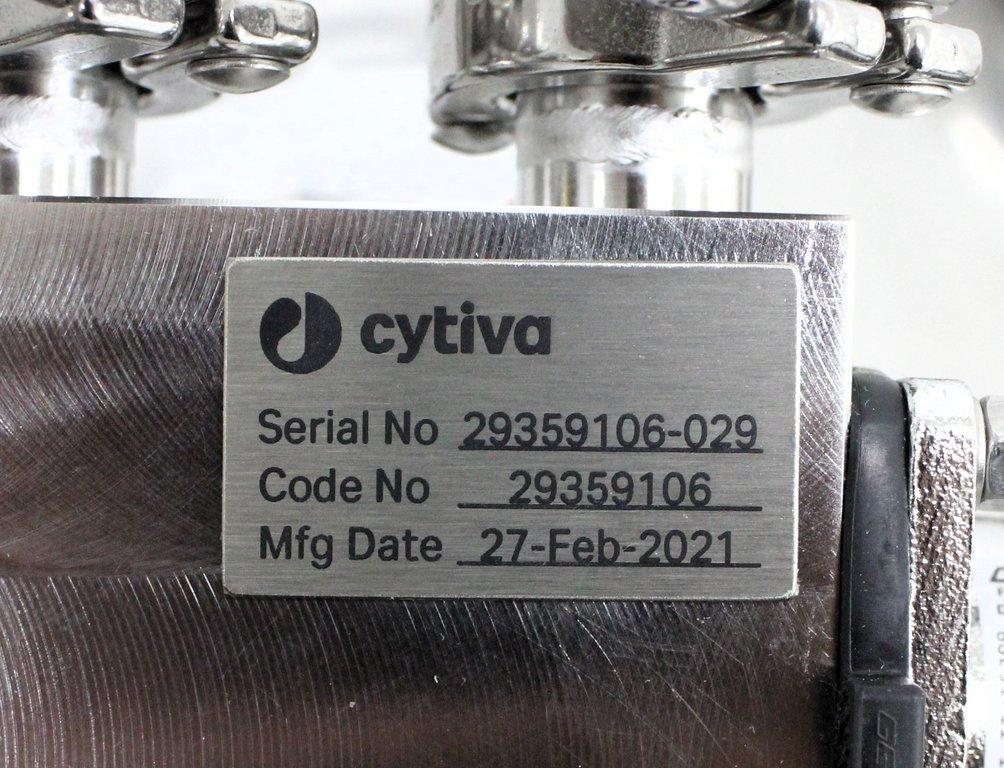 cytiva
Serial No 29359106-029
Code No 29359106
Mfg Date 27-Feb-2021